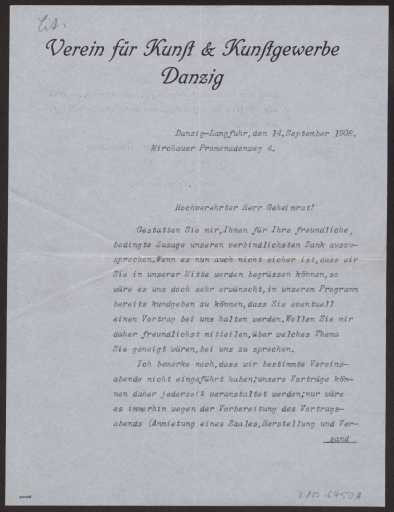 Verein für Kunst & Kunstgewerbe
Danzig
Danzig-Langfuhr, den 14. September 1908.
Mirchauer Promenadenweg 4.
Hochverehrter Herr Geheimrat!
Gestatten Sie mir, Ihnen für Ihre freundliche,
bedingte Zusage unseren verbindlichsten Dank auszu-
sprechen. Wenn es nun auch nicht sicher ist, dass wir
Sie in unserer Mitte werden begrüssen können, so
wäre es uns doch sehr erwünscht, in unserem Programm
bereits kundgeben zu können, dass Sie eventuell
einen Vortrag bei uns halten werden. Wollen Sie mir
daher freundlichst mitteilen, über welches Thema
Sie geneigt wären, bei uns zu sprechen.
Ich bemerke noch, dass wir bestimmte Vereins-
abende nicht eingeführt haben; unsere Vorträge kön-
nen daher jederzeit veranstaltet werden; nur wäre
es immerhin wegen der Vorbereitung des Vortrags-
abends (Anmietung eines Saales, Herstellung und Ver-
sand